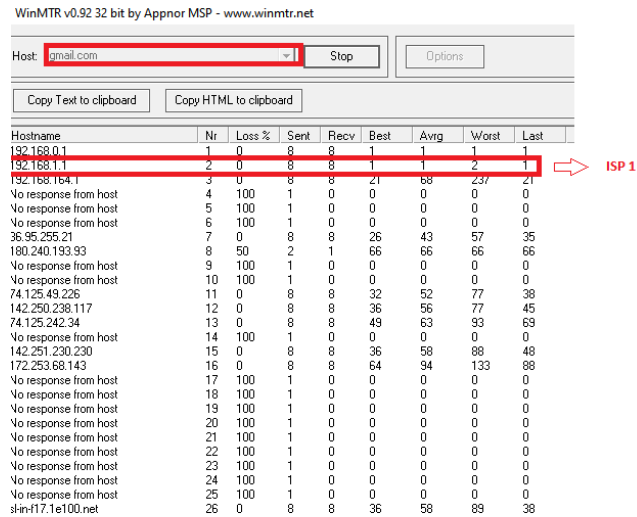 WinMTR v0.92 32 bit by Appnor MSP - www.winmtr.net
Host: gmail.com Stop Options
Copy Text to clipboard Copy HTML to clipboard
Hostname Nr Loss % Sent Recv Best Avrg Worst Last
192.168.0.1 1 0 8 8 1 1 1 1
192.168.1.1 2 0 8 8 1 1 2 1 ISP 1
192.168.164.1 3 0 8 8 21 68 237 21
No response from host 4 100 1 0 0 0 0 0
No response from host 5 100 1 0 0 0 0 0
No response from host 6 100 1 0 0 0 0 0
36.95.255.21 7 0 8 8 26 43 57 35
180.240.193.93 8 50 2 1 66 66 66 66
No response from host 9 100 1 0 0 0 0 0
No response from host 10 100 1 0 0 0 0 0
74.125.49.226 11 0 8 8 32 52 77 38
142.250.238.117 12 0 8 8 36 56 77 45
74.125.242.34 13 0 8 8 49 63 93 69
No response from host 14 100 1 0 0 0 0 0
142.251.230.230 15 0 8 8 36 58 88 48
172.253.68.143 16 0 8 8 64 94 133 88
No response from host 17 100 1 0 0 0 0 0
No response from host 18 100 1 0 0 0 0 0
No response from host 19 100 1 0 0 0 0 0
No response from host 20 100 1 0 0 0 0 0
No response from host 21 100 1 0 0 0 0 0
No response from host 22 100 1 0 0 0 0 0
No response from host 23 100 1 0 0 0 0 0
No response from host 24 100 1 0 0 0 0 0
No response from host 25 100 1 0 0 0 0 0
sl-in-f17.1e100.net 26 0 8 8 36 58 89 38